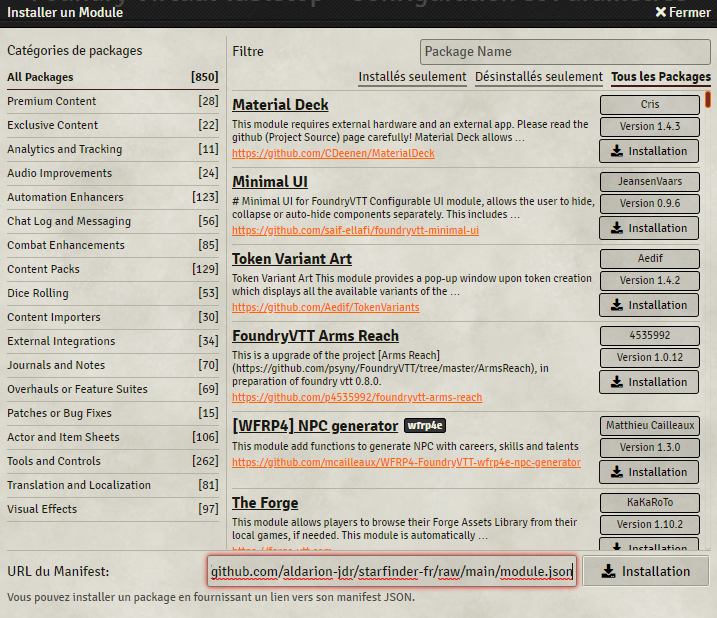 Installer un Module
Fermer
Catégories de packages
Filtre
Package Name
Installés seulement Désinstallés seulement Tous les Packages
All Packages [850]
Premium Content [28]
Exclusive Content [22]
Analytics and Tracking [11]
Audio Improvements [24]
Automation Enhancers [123]
Chat Log and Messaging [56]
Combat Enhancements [85]
Content Packs [129]
Dice Rolling [53]
Content Importers [30]
External Integrations [34]
Journals and Notes [70]
Overhauls or Feature Suites [69]
Patches or Bug Fixes [15]
Actor and Item Sheets [106]
Tools and Controls [262]
Translation and Localization [81]
Visual Effects [97]
Material Deck
Cris
This module requires external hardware and an external app. Please read the
github (Project Source) page carefully! Material Deck allows …
Version 1.4.3
https://github.com/CDeenen/MaterialDeck
Installation
Minimal UI
JeansenVaars
# Minimal UI for FoundryVTT Configurable UI module, allows the user to hide,
collapse or auto-hide components separately. This includes …
Version 0.9.6
https://github.com/saif-ellafi/foundryvtt-minimal-ui
Installation
Token Variant Art
Aedif
Token Variant Art This module provides a pop-up window upon token creation
which displays all the available variants of the …
Version 1.4.2
https://github.com/Aedif/TokenVariants
Installation
FoundryVTT Arms Reach
4535992
This is a upgrade of the project [Arms Reach]
(https://github.com/psyny/FoundryVTT/tree/master/ArmsReach), in
preparation of foundry vtt 0.8.0.
Version 1.0.12
https://github.com/p4535992/foundryvtt-arms-reach
Installation
[WFRP4] NPC generator wfrp4e
Matthieu Cailleaux
This module add functions to generate NPC with careers, skills and talents
Version 1.3.0
https://github.com/mcailleaux/WFRP4-FoundryVTT-wfrp4e-npc-generator
Installation
The Forge
KaKaRoTo
This module allows players to browse their Forge Assets Library from their
local games, if needed. This module is automatically …
Version 1.10.2
Installation
URL du Manifest:
github.com/aldarion-jdr/starfinder-fr/raw/main/module.json
Installation
Vous pouvez installer un package en fournissant un lien vers son manifest JSON.